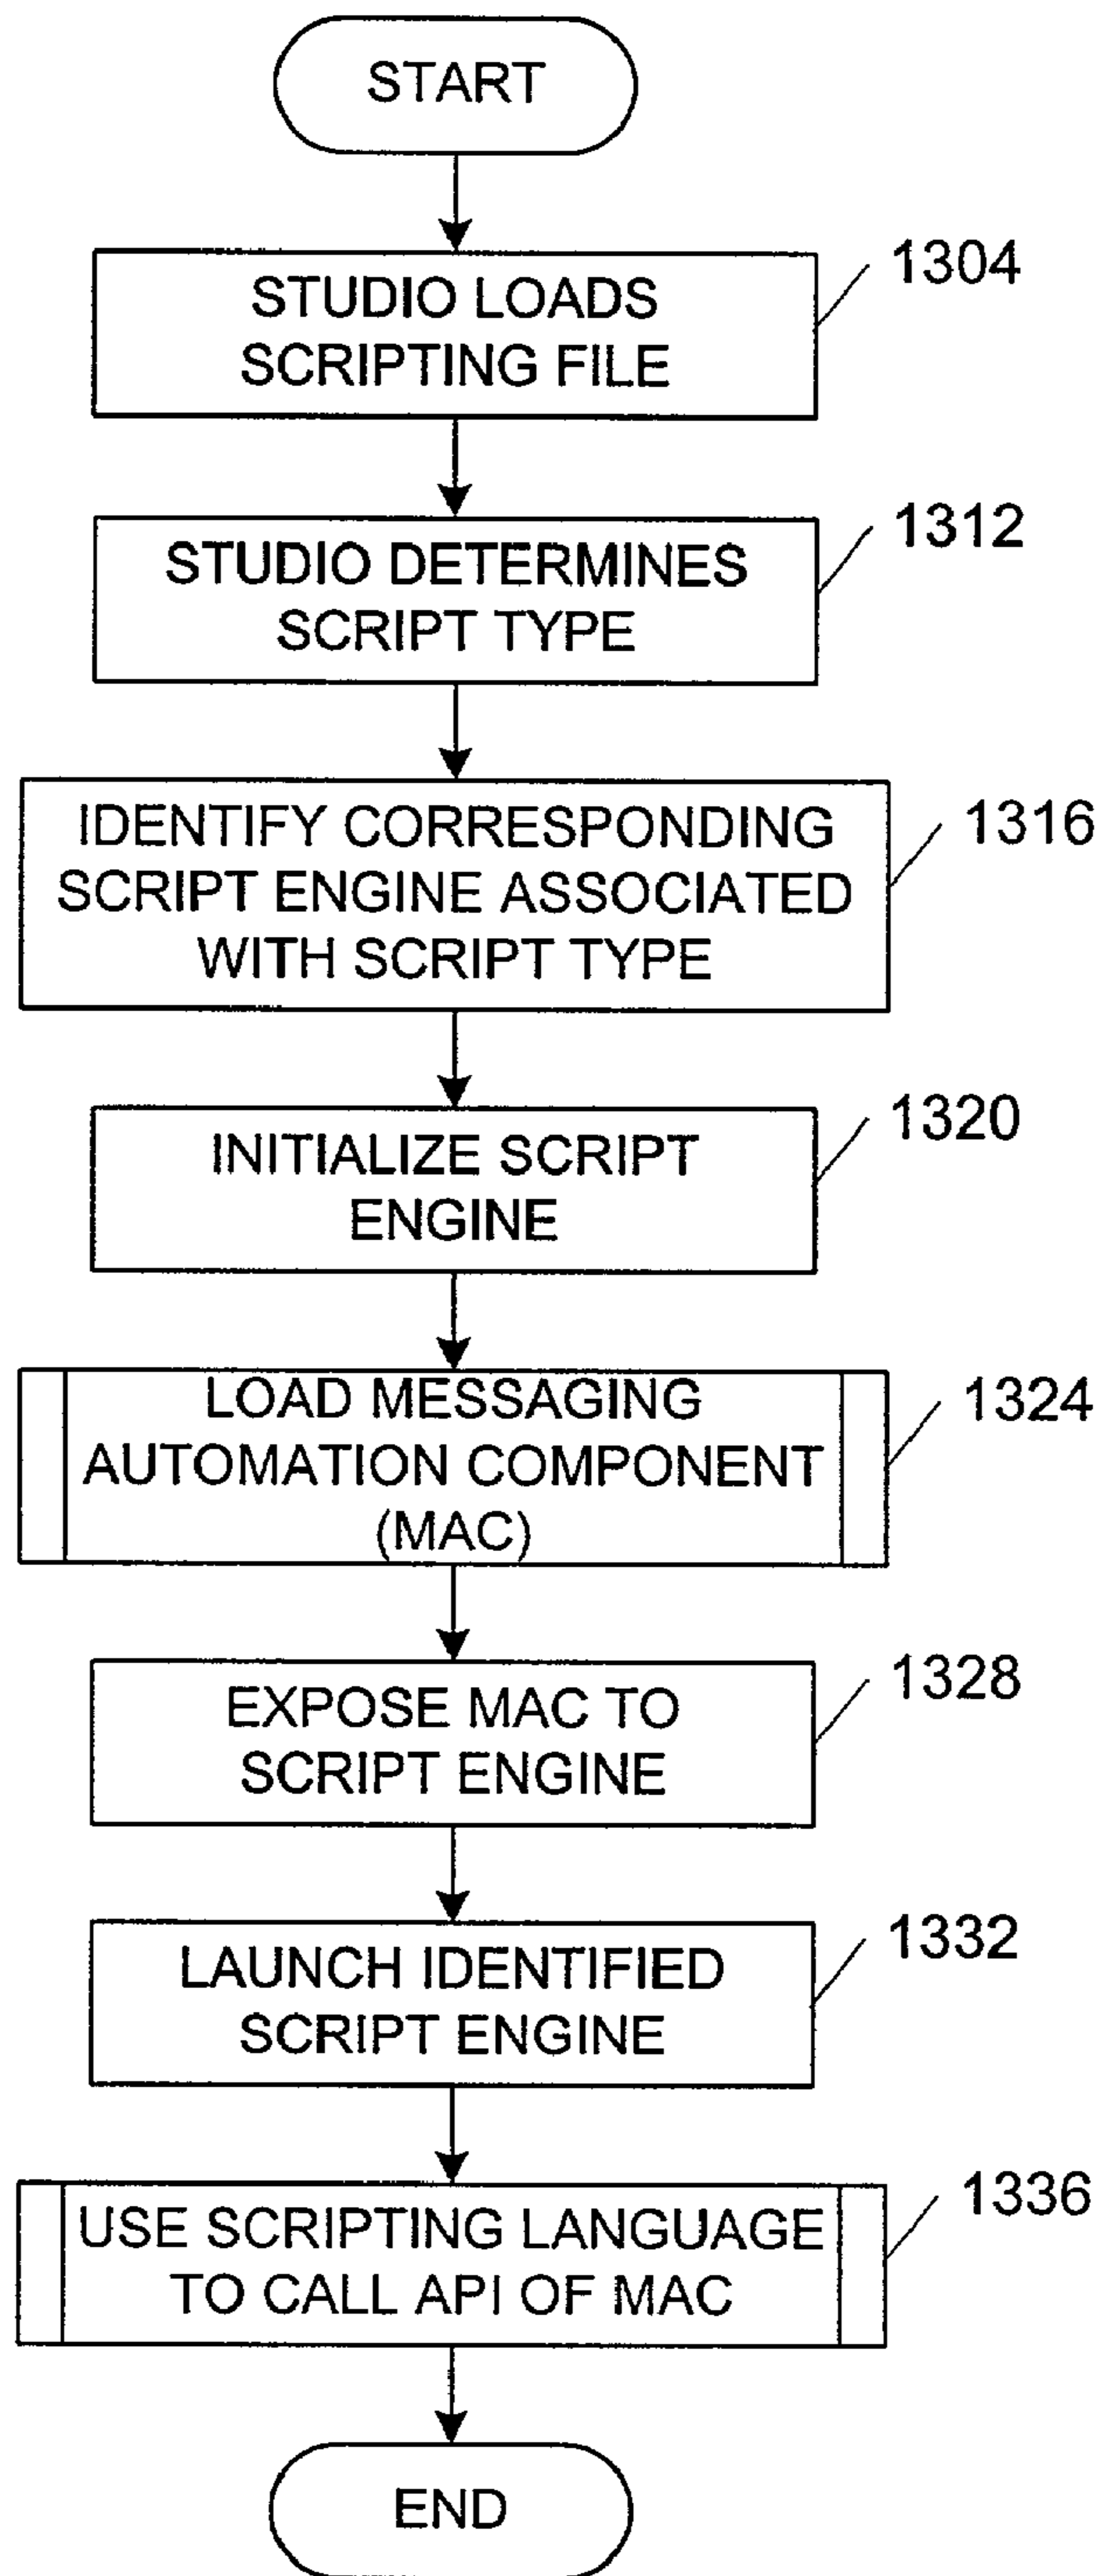 START
STUDIO LOADS
SCRIPTING FILE
1304
STUDIO DETERMINES
SCRIPT TYPE
1312
IDENTIFY CORRESPONDING
SCRIPT ENGINE ASSOCIATED
WITH SCRIPT TYPE
1316
INITIALIZE SCRIPT
ENGINE
1320
LOAD MESSAGING
AUTOMATION COMPONENT
(MAC)
1324
EXPOSE MAC TO
SCRIPT ENGINE
1328
LAUNCH IDENTIFIED
SCRIPT ENGINE
1332
USE SCRIPTING LANGUAGE
TO CALL API OF MAC
1336
END